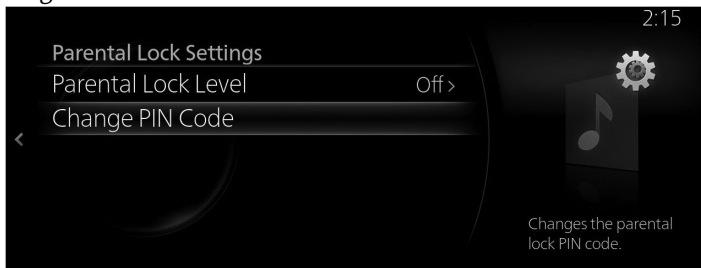 2:15
Parental Lock Settings
Parental Lock Level Off >
Change PIN Code
<
Changes the parental
lock PIN code.